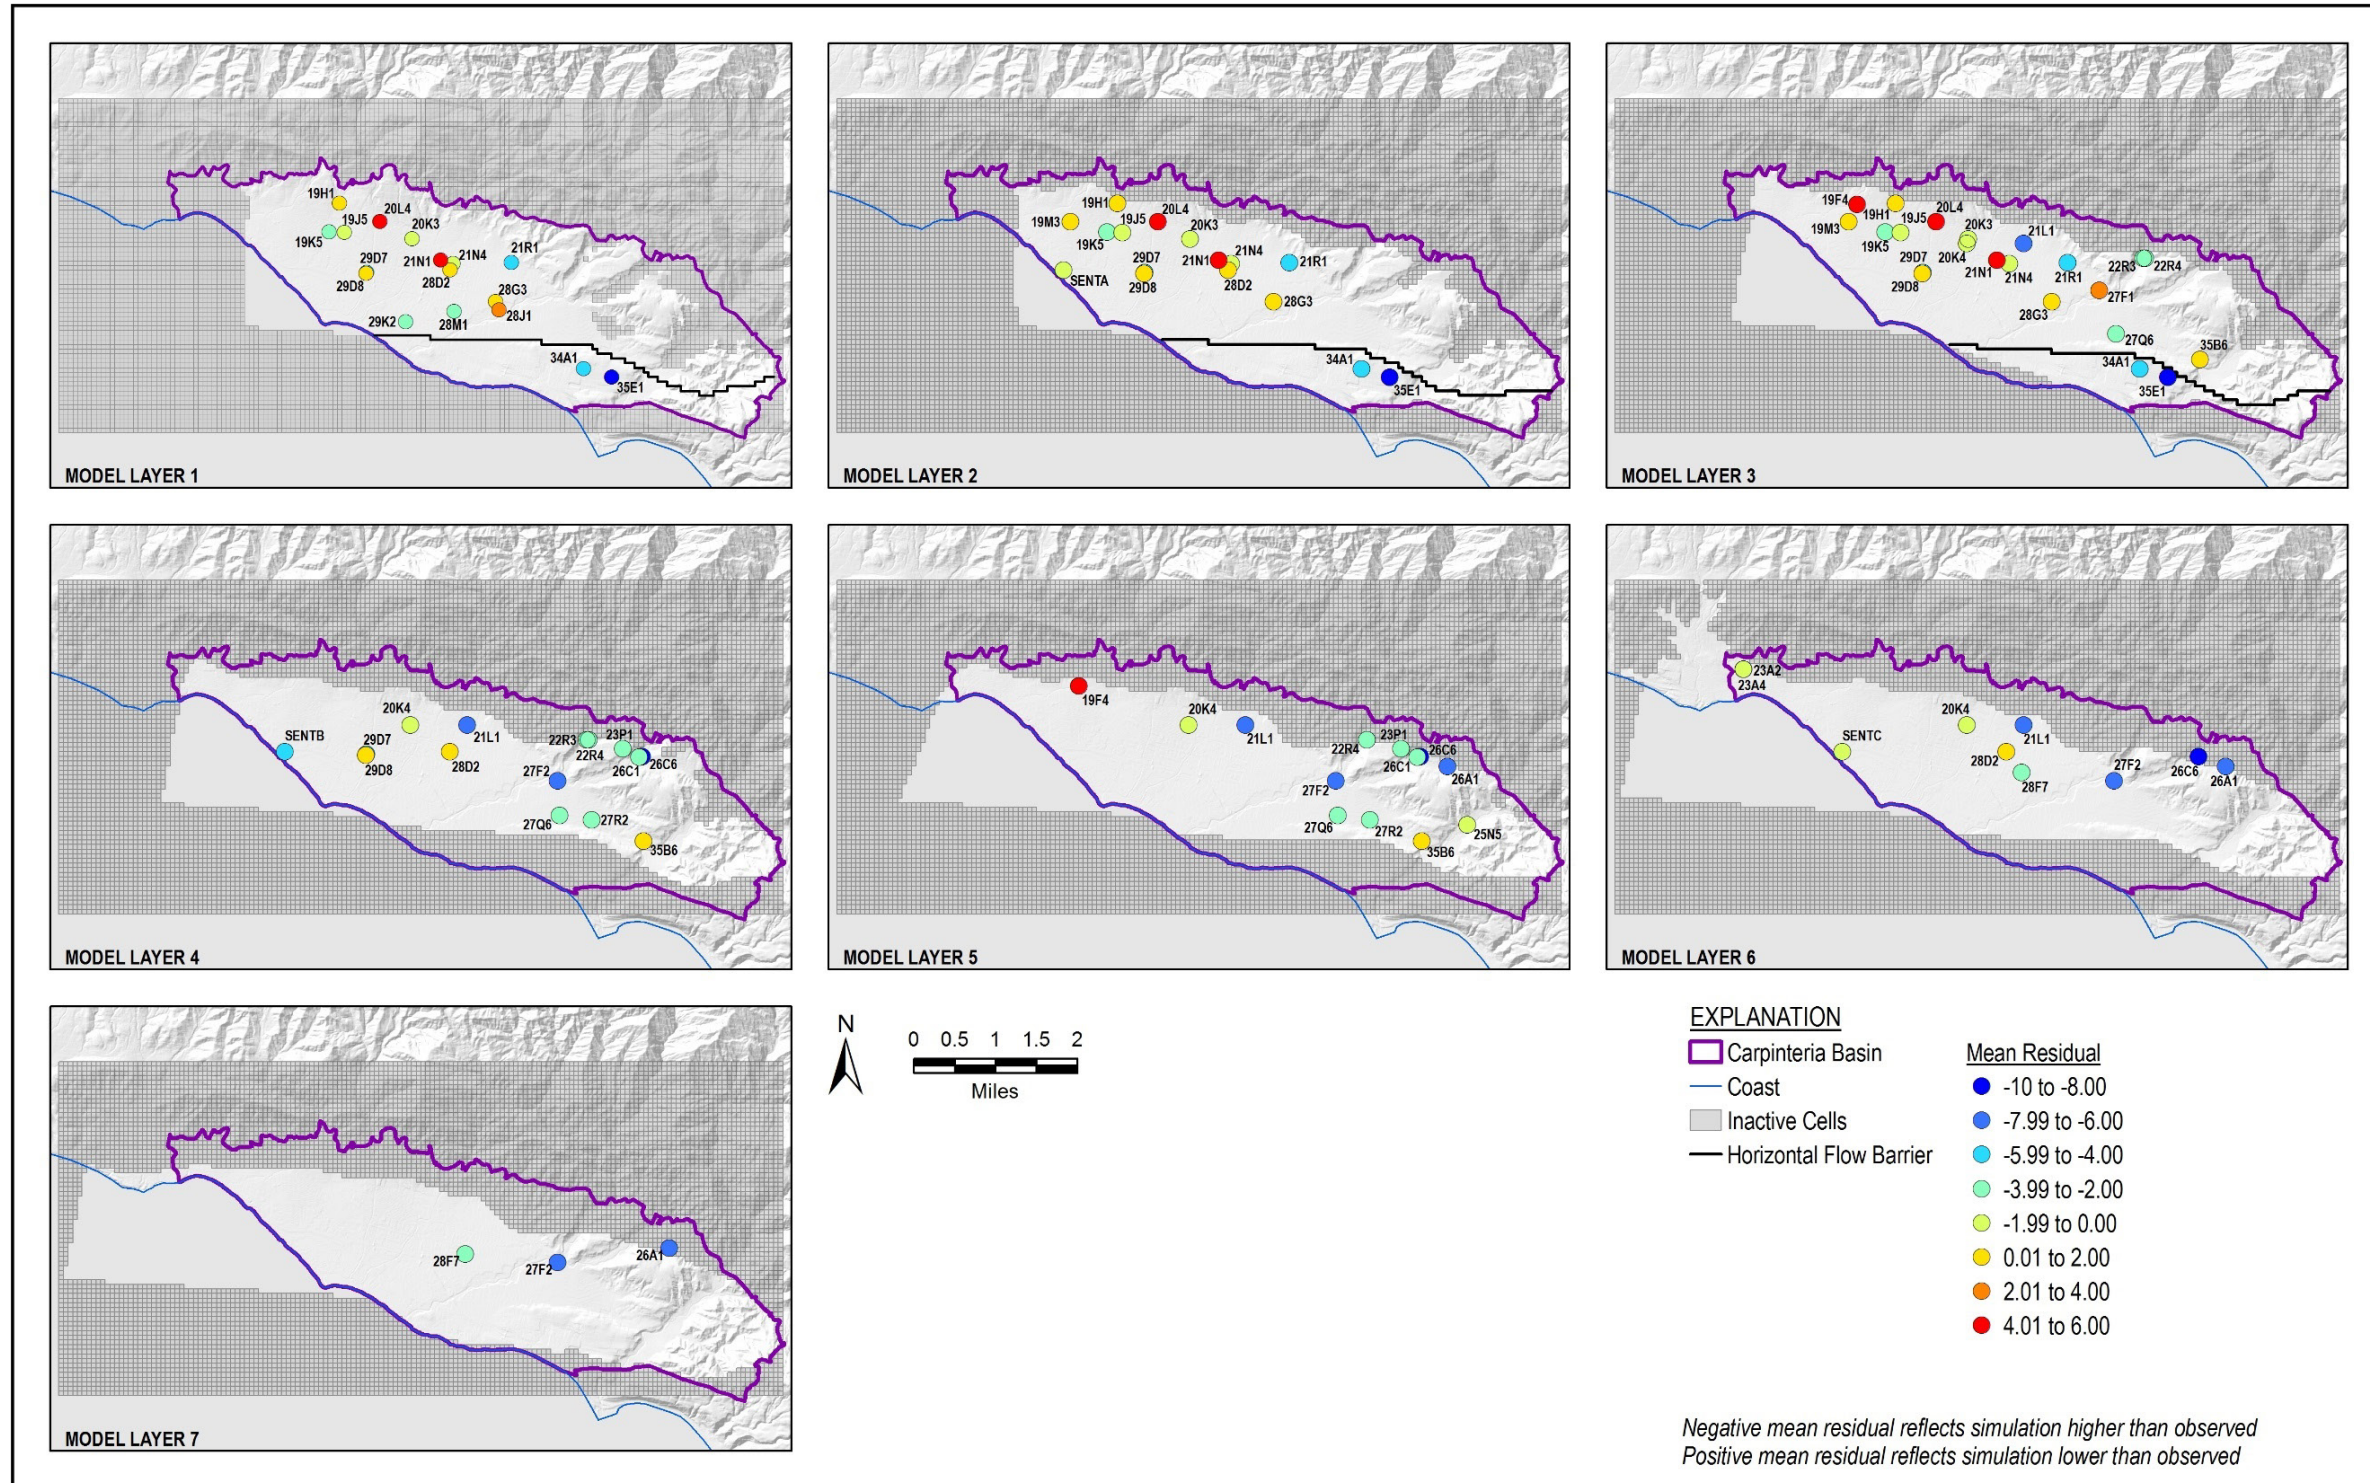 19H1
20L4
19J5
20K3
19K5
21N4
21R1
29D7
21N1
29D8
28D2
28G3
28J1
29K2
28M1
34A1
35E1
MODEL LAYER 1
19H1
20L4
19M3
19J5
20K3
19K5
21N4
29D7
21N1
21R1
SENTA
29D8
28D2
28G3
34A1
35E1
MODEL LAYER 2
19F4
20L4
19H1
19J5
19M3
20K3
21L1
19K5
20K4
29D7
21N1
21N4
22R3
22R4
21R1
29D8
27F1
28G3
27Q6
35B6
34A1
35E1
MODEL LAYER 3
20K4
SENTB
21L1
23P1
29D7
22R3
22R4
29D8
28D2
26C1
26C6
27F2
27Q6
27R2
35B6
MODEL LAYER 4
19F4
20K4
21L1
23P1
22R4
26C6
26C1
26A1
27F2
27Q6
27R2
25N5
35B6
MODEL LAYER 5
23A2
23A4
20K4
SENTC
21L1
28D2
27F2
26C6
28F7
26A1
MODEL LAYER 6
28F7
27F2
26A1
MODEL LAYER 7
N
0 0.5 1 1.5 2
Miles
EXPLANATION
Carpinteria Basin
Coast
Inactive Cells
Horizontal Flow Barrier
Mean Residual
-10 to -8.00
-7.99 to -6.00
-5.99 to -4.00
-3.99 to -2.00
-1.99 to 0.00
0.01 to 2.00
2.01 to 4.00
4.01 to 6.00
Negative mean residual reflects simulation higher than observed
Positive mean residual reflects simulation lower than observed